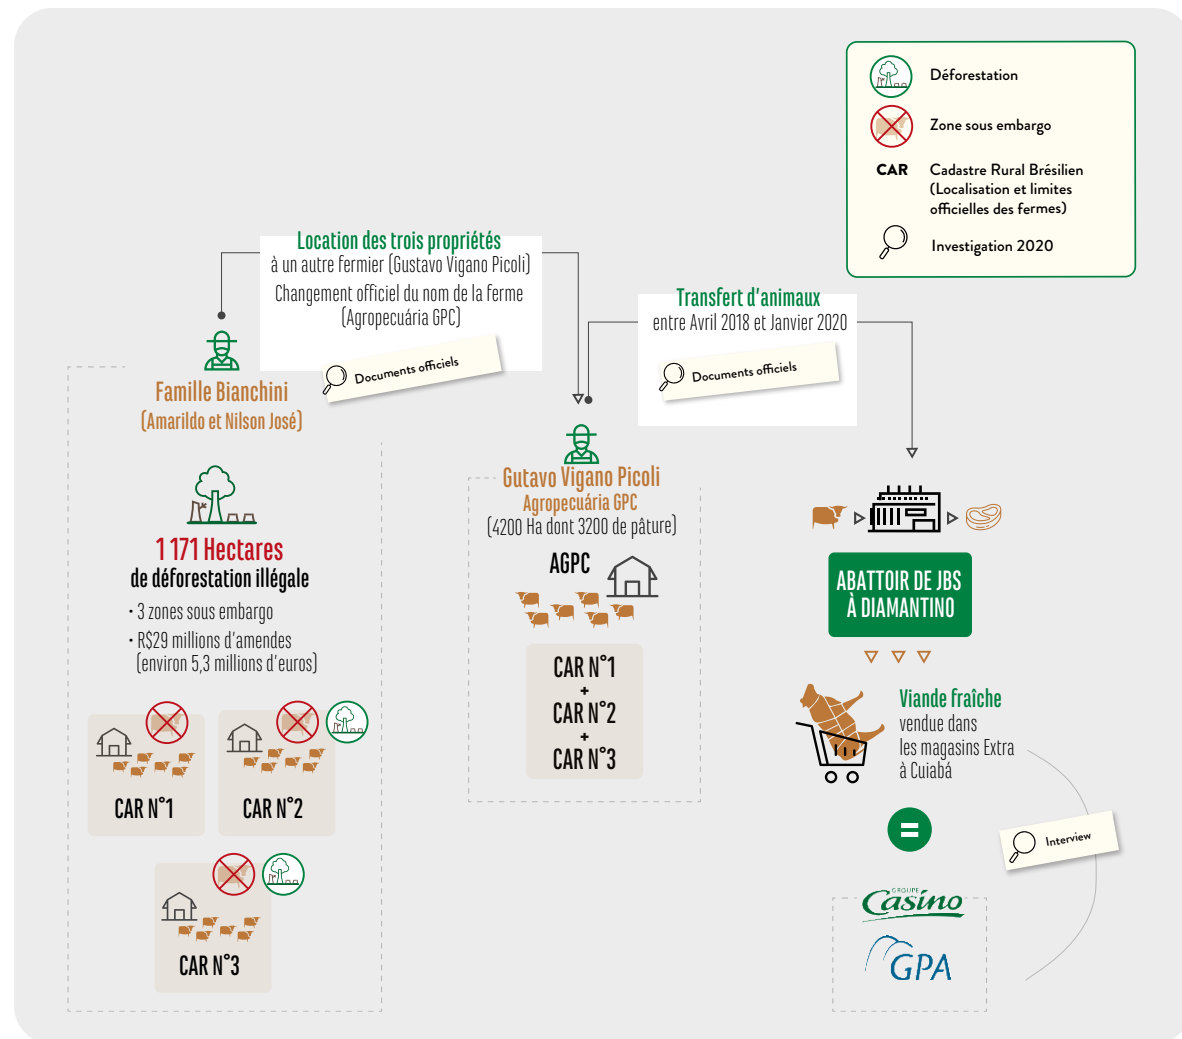 Déforestation
Zone sous embargo
CAR
Cadastre Rural Brésilien
(Localisation et limites
officielles des fermes)
Investigation 2020
Location des trois propriétés
à un autre fermier (Gustavo Vigano Picoli)
Changement officiel du nom de la ferme
(Agropecuária GPC)
Documents officiels
Transfert d'animaux
entre Avril 2018 et Janvier 2020
Documents officiels
Famille Bianchini
(Amarildo et Nilson José)
1 171 Hectares
de déforestation illégale
• 3 zones sous embargo
• R$29 millions d'amendes
(environ 5,3 millions d'euros)
CAR N°1
CAR N°2
CAR N°3
Gutavo Vigano Picoli
Agropecuária GPC
(4200 Ha dont 3200 de pâture)
AGPC
CAR N°1
+
CAR N°2
+
CAR N°3
ABATTOIR DE JBS
À DIAMANTINO
Viande fraîche
vendue dans
les magasins Extra
à Cuiabá
=
Interview
GROUPE
Casino
GPA